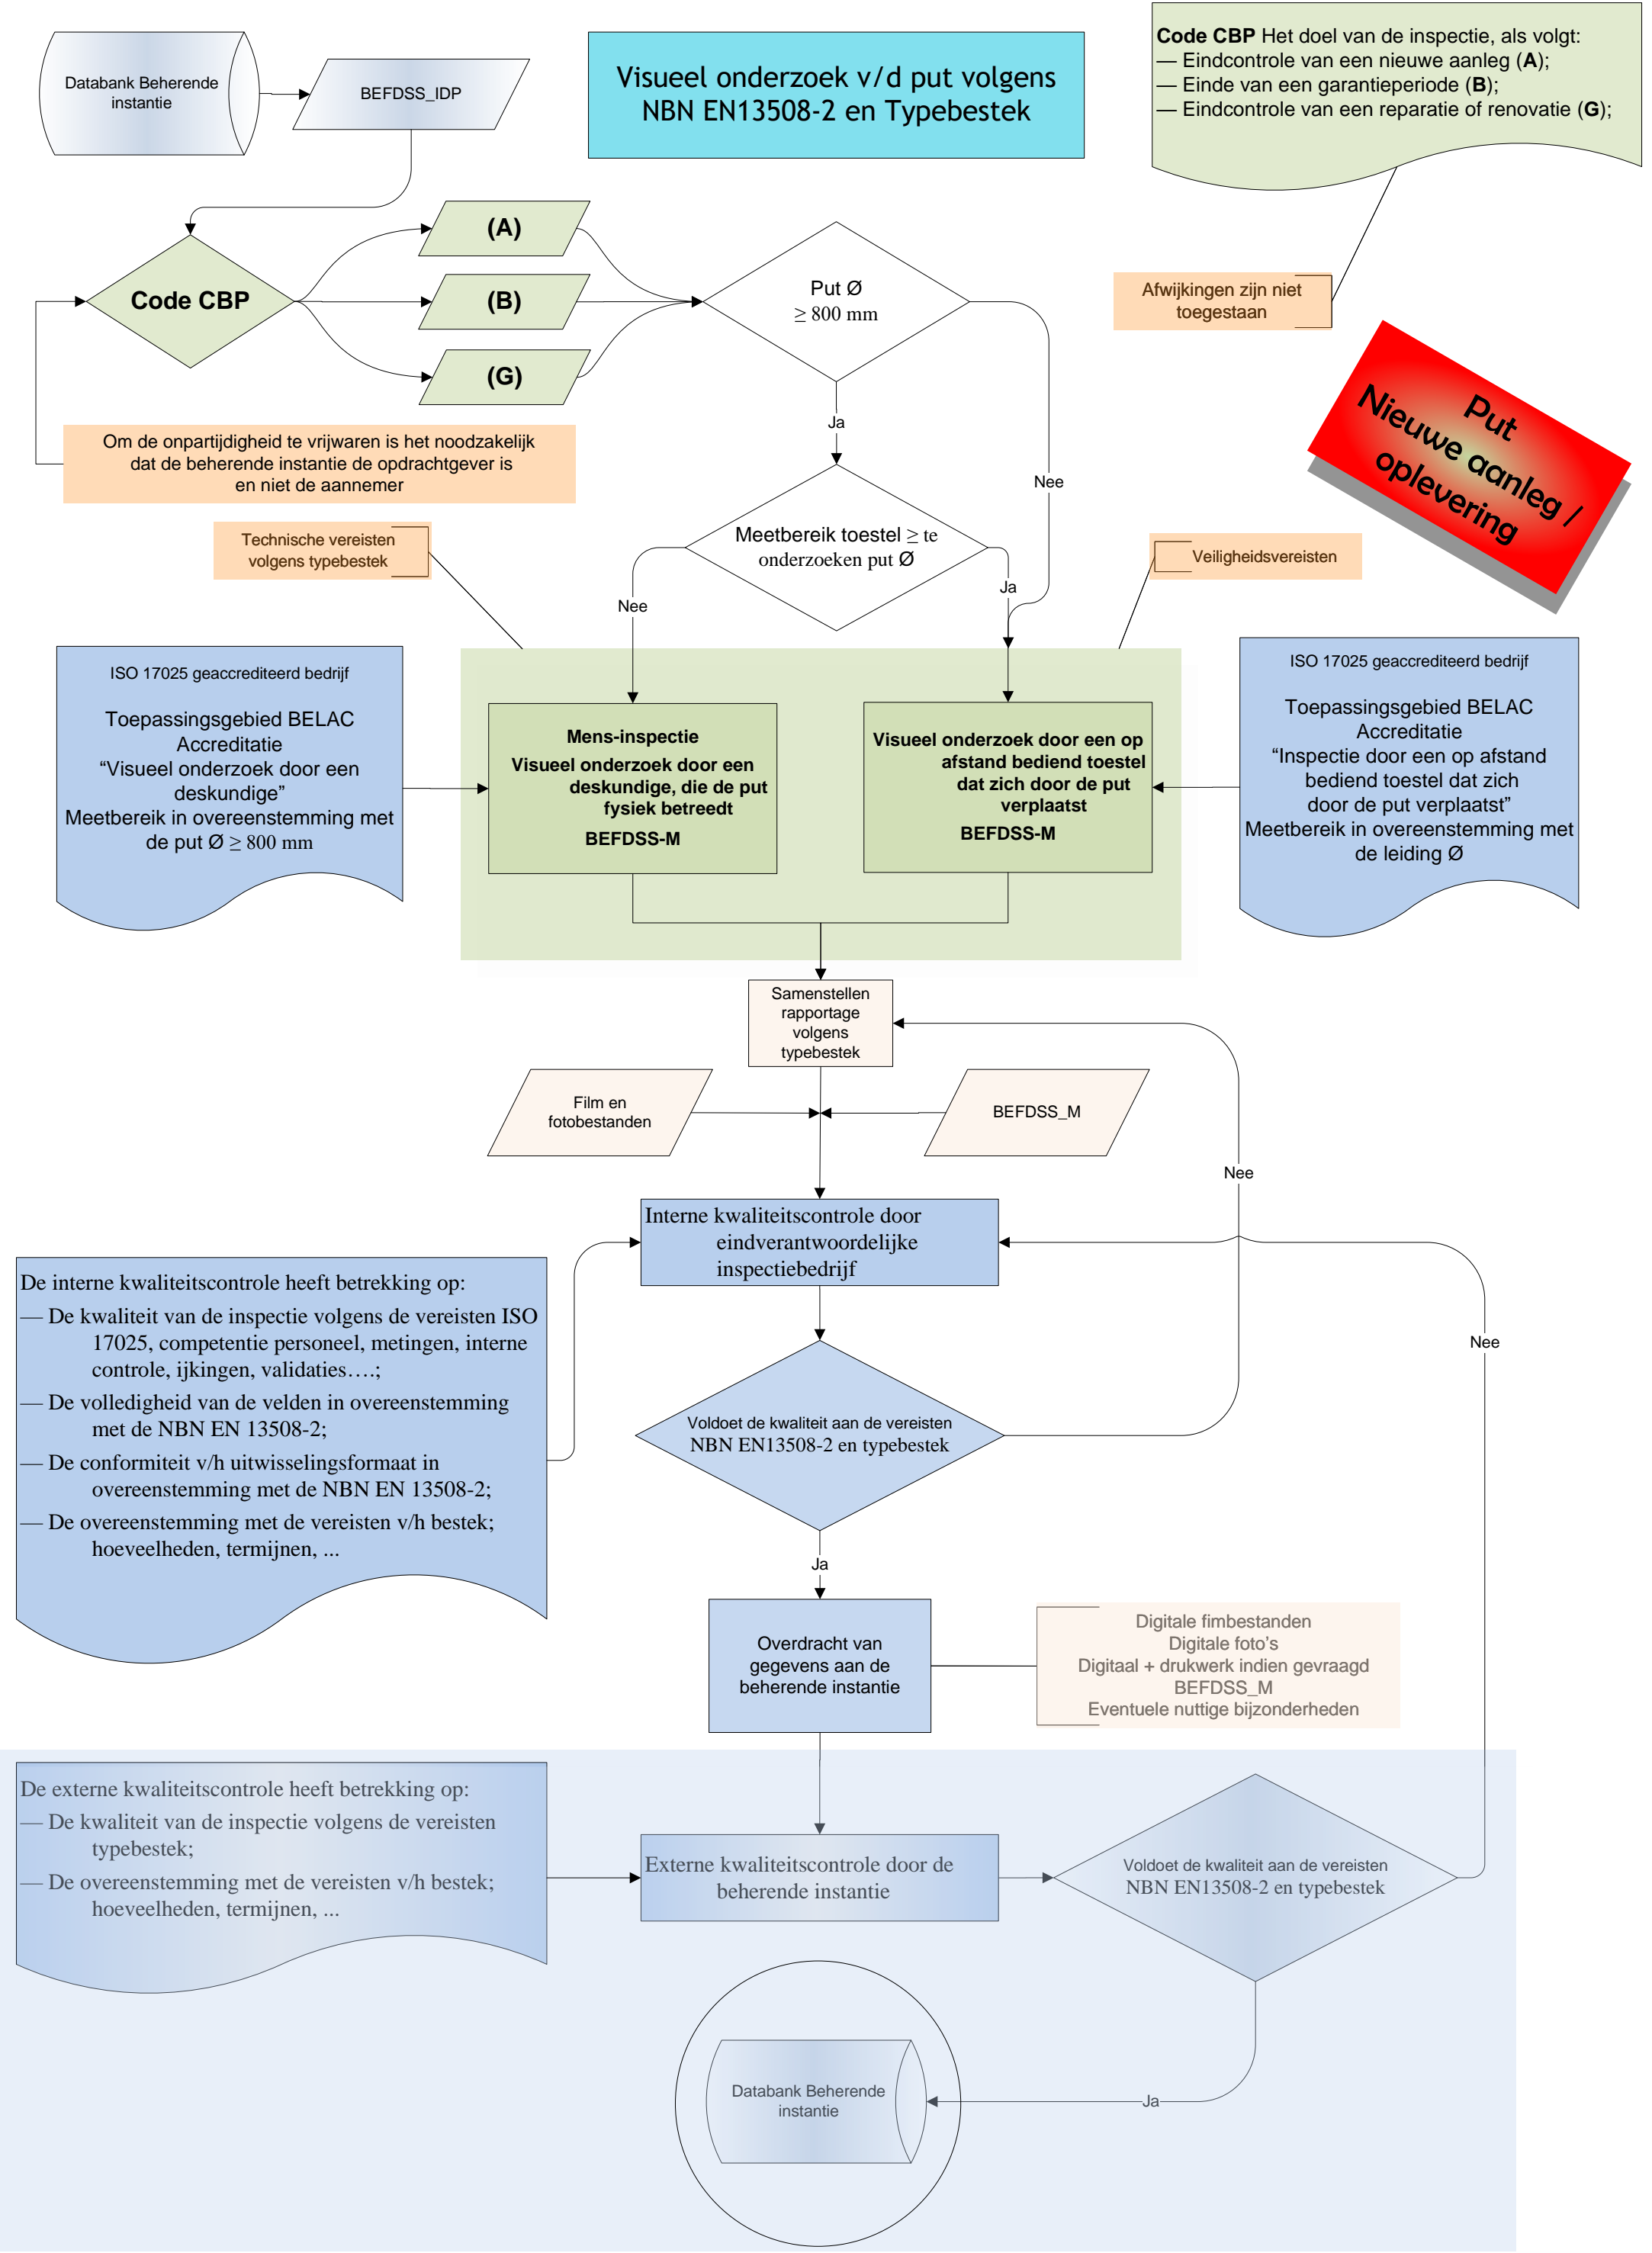 Databank Beherende
instantie
BEFDSS_IDP
Visueel onderzoek v/d put volgens
NBN EN13508-2 en Typebestek
Code CBP Het doel van de inspectie, als volgt:
— Eindcontrole van een nieuwe aanleg (A);
— Einde van een garantieperiode (B);
— Eindcontrole van een reparatie of renovatie (G);
Code CBP
(A)
(B)
(G)
Put Ø
≥ 800 mm
Afwijkingen zijn niet
toegestaan
Put
Nieuwe aanleg /
oplevering
Ja
Nee
Om de onpartijdigheid te vrijwaren is het noodzakelijk
dat de beherende instantie de opdrachtgever is
en niet de aannemer
Technische vereisten
volgens typebestek
Meetbereik toestel ≥ te
onderzoeken put Ø
Veiligheidsvereisten
Nee
Ja
ISO 17025 geaccrediteerd bedrijf
Toepassingsgebied BELAC
Accreditatie
“Visueel onderzoek door een
deskundige”
Meetbereik in overeenstemming met
de put Ø ≥ 800 mm
Mens-inspectie
Visueel onderzoek door een
deskundige, die de put
fysiek betreedt
BEFDSS-M
Visueel onderzoek door een op
afstand bediend toestel
dat zich door de put
verplaatst
BEFDSS-M
ISO 17025 geaccrediteerd bedrijf
Toepassingsgebied BELAC
Accreditatie
“Inspectie door een op afstand
bediend toestel dat zich
door de put verplaatst”
Meetbereik in overeenstemming met
de leiding Ø
Samenstellen
rapportage
volgens
typebestek
Film en
fotobestanden
BEFDSS_M
Nee
Interne kwaliteitscontrole door
eindverantwoordelijke
inspectiebedrijf
De interne kwaliteitscontrole heeft betrekking op:
— De kwaliteit van de inspectie volgens de vereisten ISO
17025, competentie personeel, metingen, interne
controle, ijkingen, validaties….;
— De volledigheid van de velden in overeenstemming
met de NBN EN 13508-2;
— De conformiteit v/h uitwisselingsformaat in
overeenstemming met de NBN EN 13508-2;
— De overeenstemming met de vereisten v/h bestek;
hoeveelheden, termijnen, ...
Nee
Voldoet de kwaliteit aan de vereisten
NBN EN13508-2 en typebestek
Ja
Overdracht van
gegevens aan de
beherende instantie
Digitale fimbestanden
Digitale foto's
Digitaal + drukwerk indien gevraagd
BEFDSS_M
Eventuele nuttige bijzonderheden
De externe kwaliteitscontrole heeft betrekking op:
— De kwaliteit van de inspectie volgens de vereisten
typebestek;
— De overeenstemming met de vereisten v/h bestek;
hoeveelheden, termijnen, ...
Externe kwaliteitscontrole door de
beherende instantie
Voldoet de kwaliteit aan de vereisten
NBN EN13508-2 en typebestek
Databank Beherende
instantie
Ja